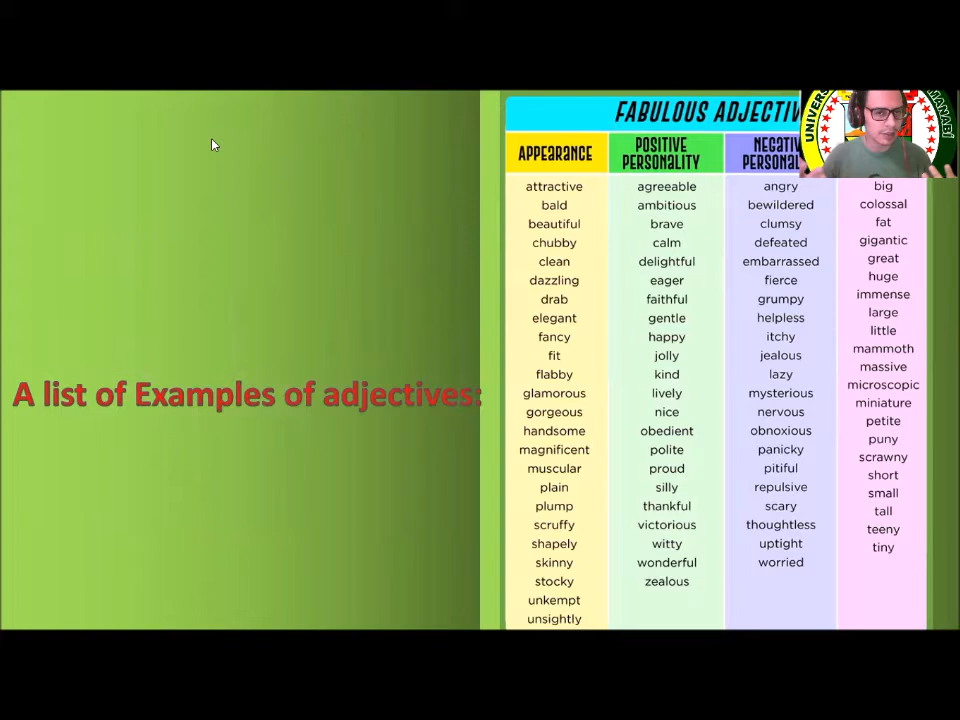 A list of Examples of adjectives:
FABULOUS ADJECTIV
APPEARANCE
attractive
bald
beautiful
chubby
clean
dazzling
drab
elegant
fancy
fit
flabby
glamorous
gorgeous
handsome
magnificent
muscular
plain
plump
scruffy
shapely
skinny
stocky
unkempt
unsightly
POSITIVE
PERSONALITY
agreeable
ambitious
brave
calm
delightful
eager
faithful
gentle
happy
jolly
kind
lively
nice
obedient
polite
proud
silly
thankful
victorious
witty
wonderful
zealous
NEGATIV
PERSONAL
angry
bewildered
clumsy
defeated
embarrassed
fierce
grumpy
helpless
itchy
jealous
lazy
mysterious
nervous
obnoxious
panicky
pitiful
repulsive
scary
thoughtless
uptight
worried
big
colossal
fat
gigantic
great
huge
immense
large
little
mammoth
massive
microscopic
miniature
petite
puny
scrawny
short
small
tall
teeny
tiny
UNIVERS
MANABÍ